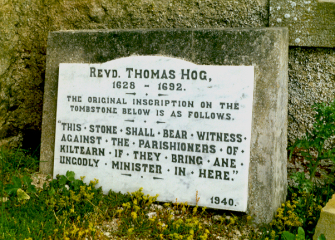 REVD. THOMAS HOG,
1628 - 1692.
THE ORIGINAL INSCRIPTION ON THE
TOMBSTONE BELOW IS AS FOLLOWS.
"THIS · STONE · SHALL · BEAR · WITNESS ·
AGAINST · THE · PARISHIONERS · OF ·
KILTEARN · IF · THEY · BRING · ANE ·
UNGODLY · MINISTER · IN · HERE."
1940.